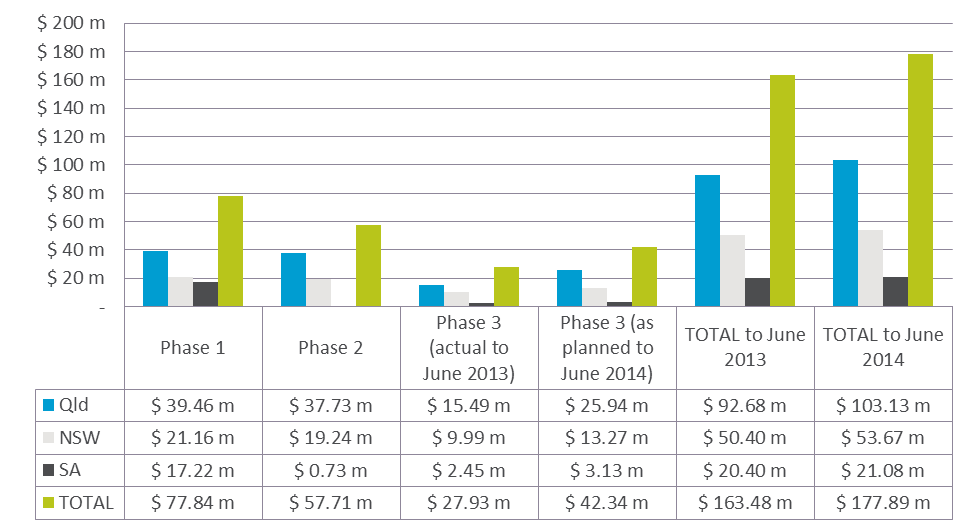 $ 200 m
$ 180 m
$ 160 m
$ 140 m
$ 120 m
$ 100 m
$ 80 m
$ 60 m
$ 40 m
$ 20 m
-
Phase 1
Phase 2
Phase 3
(actual to
June 2013)
Phase 3 (as
planned to
June 2014)
TOTAL to June
2013
TOTAL to June
2014
Qld $ 39.46 m $ 37.73 m $ 15.49 m $ 25.94 m $ 92.68 m $ 103.13 m
NSW $ 21.16 m $ 19.24 m $ 9.99 m $ 13.27 m $ 50.40 m $ 53.67 m
SA $ 17.22 m $ 0.73 m $ 2.45 m $ 3.13 m $ 20.40 m $ 21.08 m
TOTAL $ 77.84 m $ 57.71 m $ 27.93 m $ 42.34 m $ 163.48 m $ 177.89 m